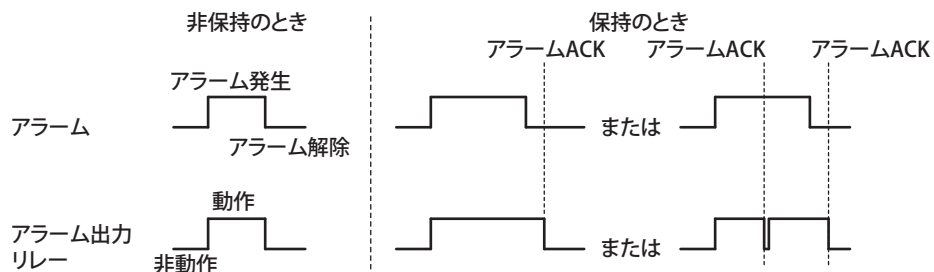 非保持のとき
保持のとき
アラームACK
アラームACK
アラームACK
アラーム発生
アラーム
または
アラーム解除
動作
アラーム出力
リレー
または
非動作